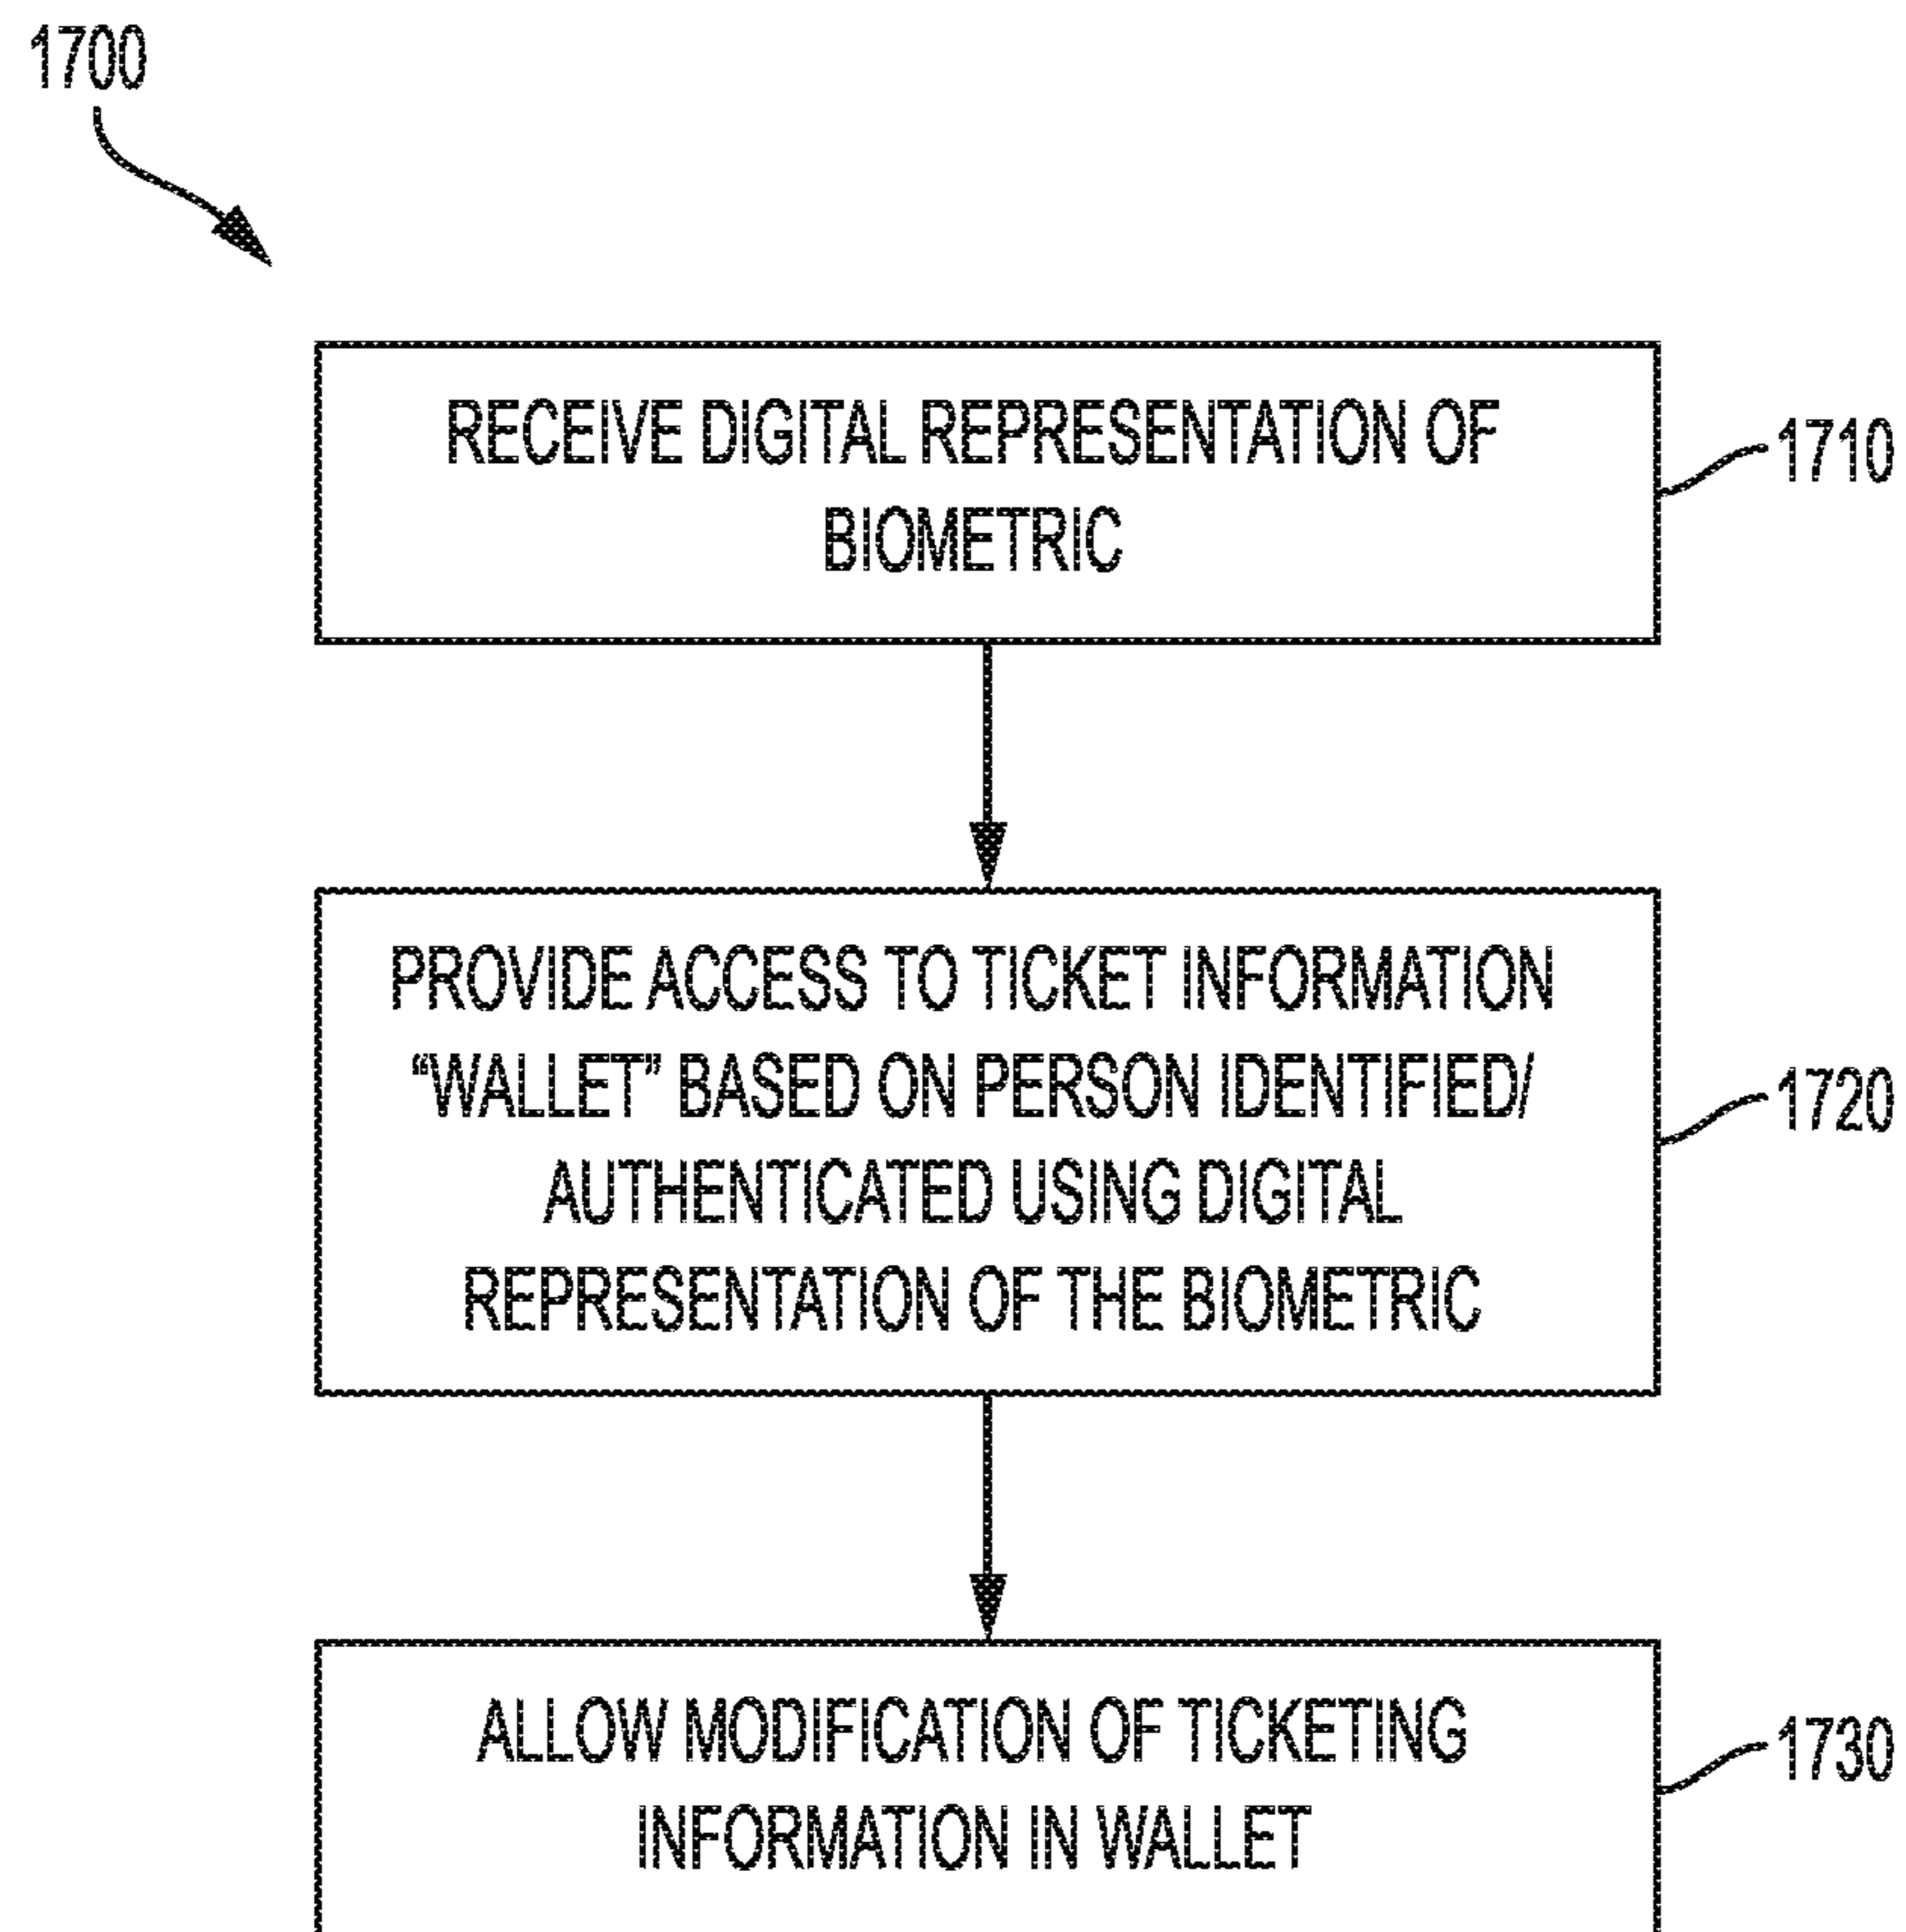 1700
RECEIVE DIGITAL REPRESENTATION OF
BIOMETRIC
1710
PROVIDE ACCESS TO TICKET INFORMATION
“WALLET” BASED ON PERSON IDENTIFIED/
AUTHENTICATED USING DIGITAL
REPRESENTATION OF THE BIOMETRIC
1720
ALLOW MODIFICATION OF TICKETING
INFORMATION IN WALLET
1730